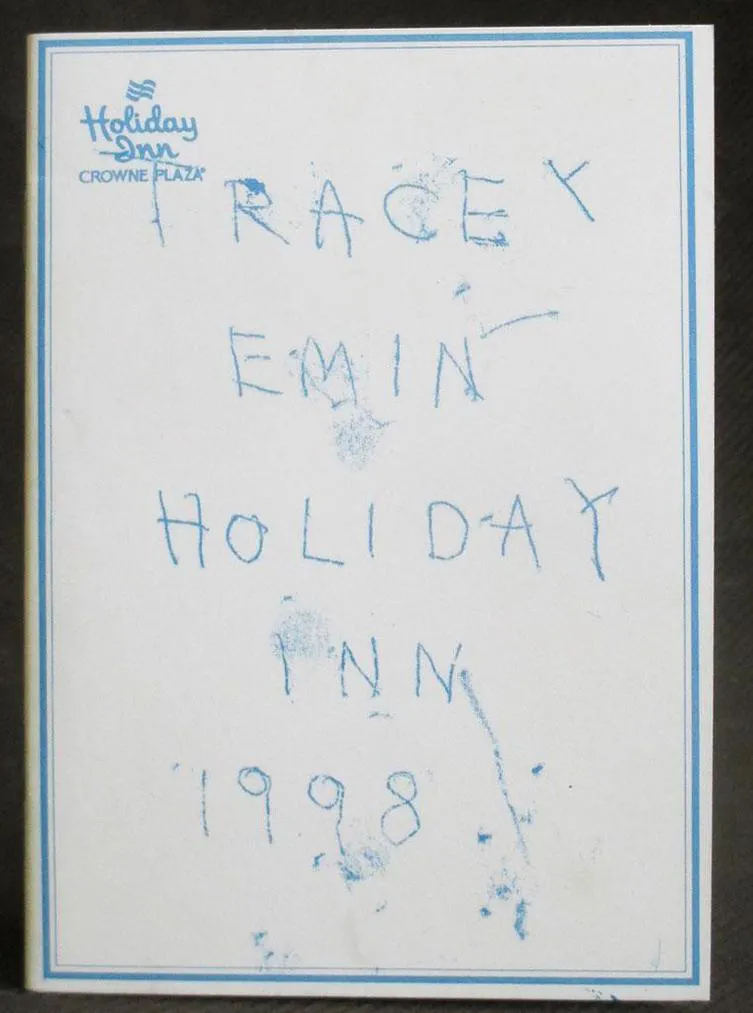 Holiday
Inn
CROWNE PLAZA®
TRACEY
EMIN
HOLIDAY
INN
1998